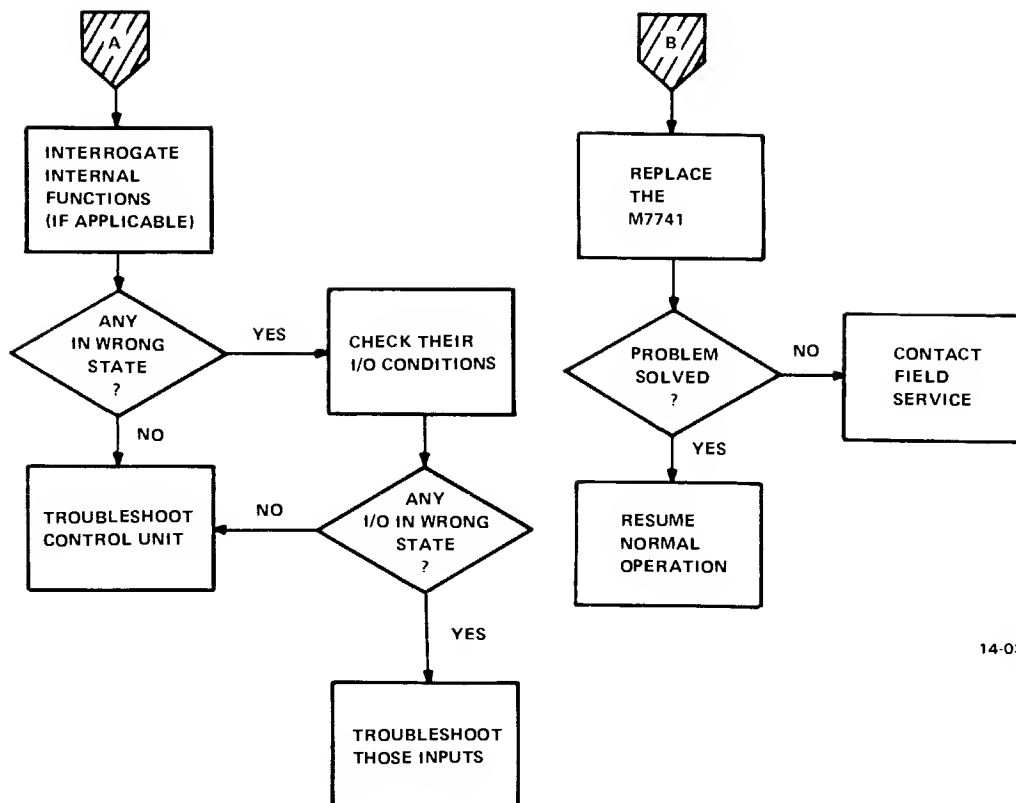 A
INTERROGATE
INTERNAL
FUNCTIONS
(IF APPLICABLE)
ANY
IN WRONG
STATE
?
YES
NO
CHECK THEIR
I/O CONDITIONS
TROUBLESHOOT
CONTROL UNIT
NO
ANY
I/O IN WRONG
STATE
?
YES
TROUBLESHOOT
THOSE INPUTS
B
REPLACE
THE
M7741
PROBLEM
SOLVED
?
NO
CONTACT
FIELD
SERVICE
YES
RESUME
NORMAL
OPERATION